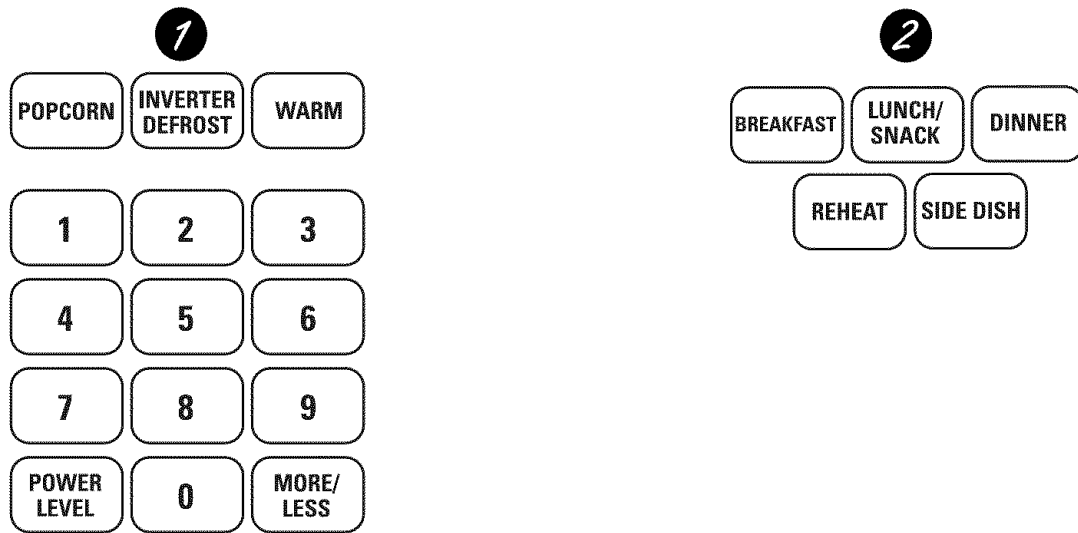 1
POPCORN
INVERTER
DEFROST
WARM
1 2 3
4 5 6
7 8 9
POWER
LEVEL
0
MORE/
LESS
2
BREAKFAST
LUNCH/
SNACK
DINNER
REHEAT
SIDE DISH